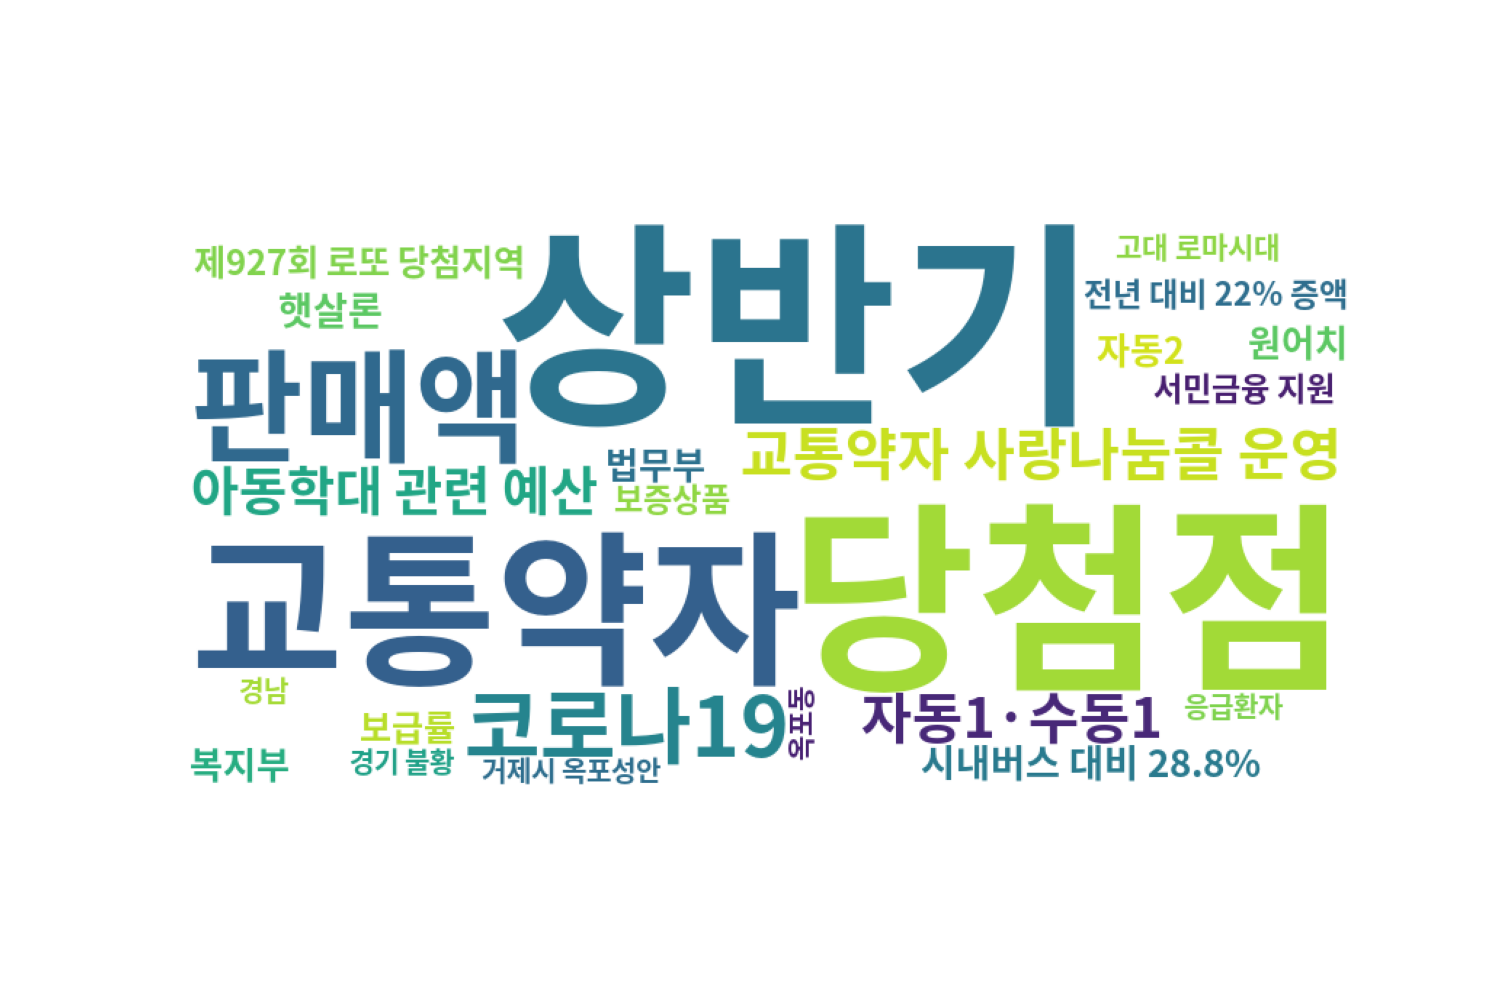 상반기
제927회 로또 당첨지역
고대 로마시대
햇살론
전년 대비 22% 증액
자동2
원어치
판매액
서민금융 지원
교통약자 사랑나눔콜 운영
법무부
아동학대 관련 예산
보증상품
교통약자
당첨점
경남
보급률
코로나19
옥포동
자동1·수동1
응급환자
복지부
경기 불황
거제시 옥포성안
시내버스 대비 28.8%